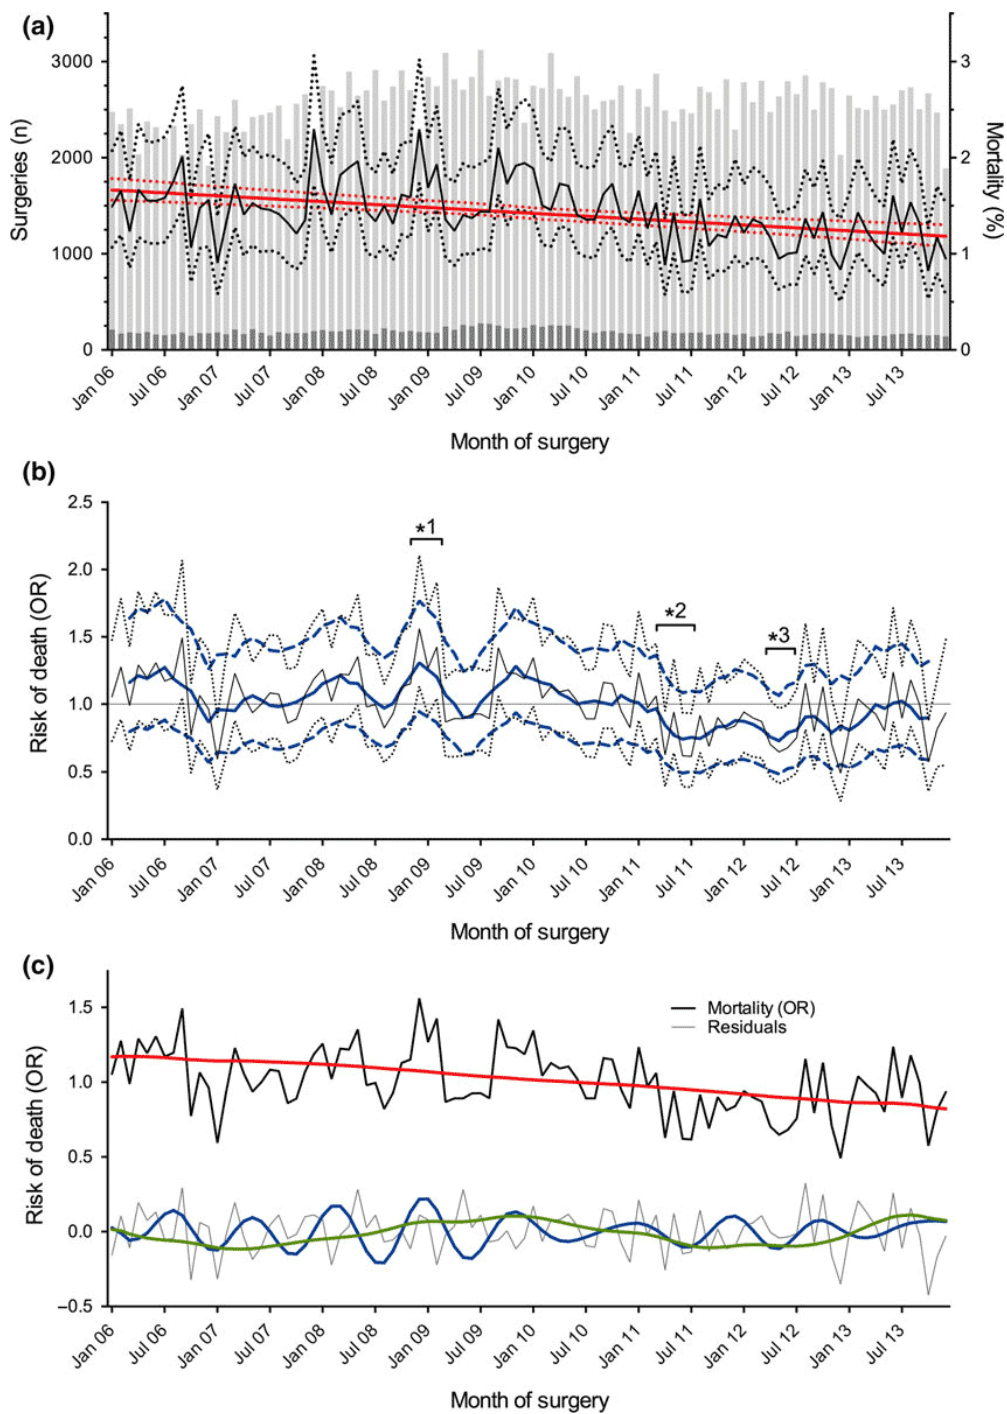 (a)
3000
2000
1000
0
Surgeries (n)
3
2
1
0
Mortality (%)
Jan 06
Jul 06
Jan 07
Jul 07
Jan 08
Jul 08
Jan 09
Jul 09
Jan 10
Jul 10
Jan 11
Jul 11
Jan 12
Jul 12
Jan 13
Jul 13
Month of surgery
(b)
2.5
2.0
1.5
1.0
0.5
0.0
Risk of death (OR)
*1
*2
*3
Jan 06
Jul 06
Jan 07
Jul 07
Jan 08
Jul 08
Jan 09
Jul 09
Jan 10
Jul 10
Jan 11
Jul 11
Jan 12
Jul 12
Jan 13
Jul 13
Month of surgery
(c)
1.5
1.0
0.5
0.0
−0.5
Risk of death (OR)
Mortality (OR)
Residuals
Jan 06
Jul 06
Jan 07
Jul 07
Jan 08
Jul 08
Jan 09
Jul 09
Jan 10
Jul 10
Jan 11
Jul 11
Jan 12
Jul 12
Jan 13
Jul 13
Month of surgery